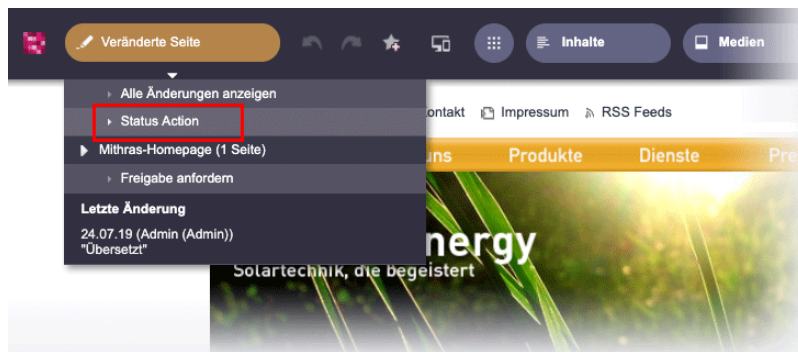 Veränderte Seite
Inhalte
Medien
Alle Änderungen anzeigen
Status Action
Mithras-Homepage (1 Seite)
Freigabe anfordern
Letzte Änderung
24.07.19 (Admin (Admin))
"Übersetzt"
ontakt Impressum RSS Feeds
uns Produkte Dienste Pre
nergy
Solartechnik, die begeistert